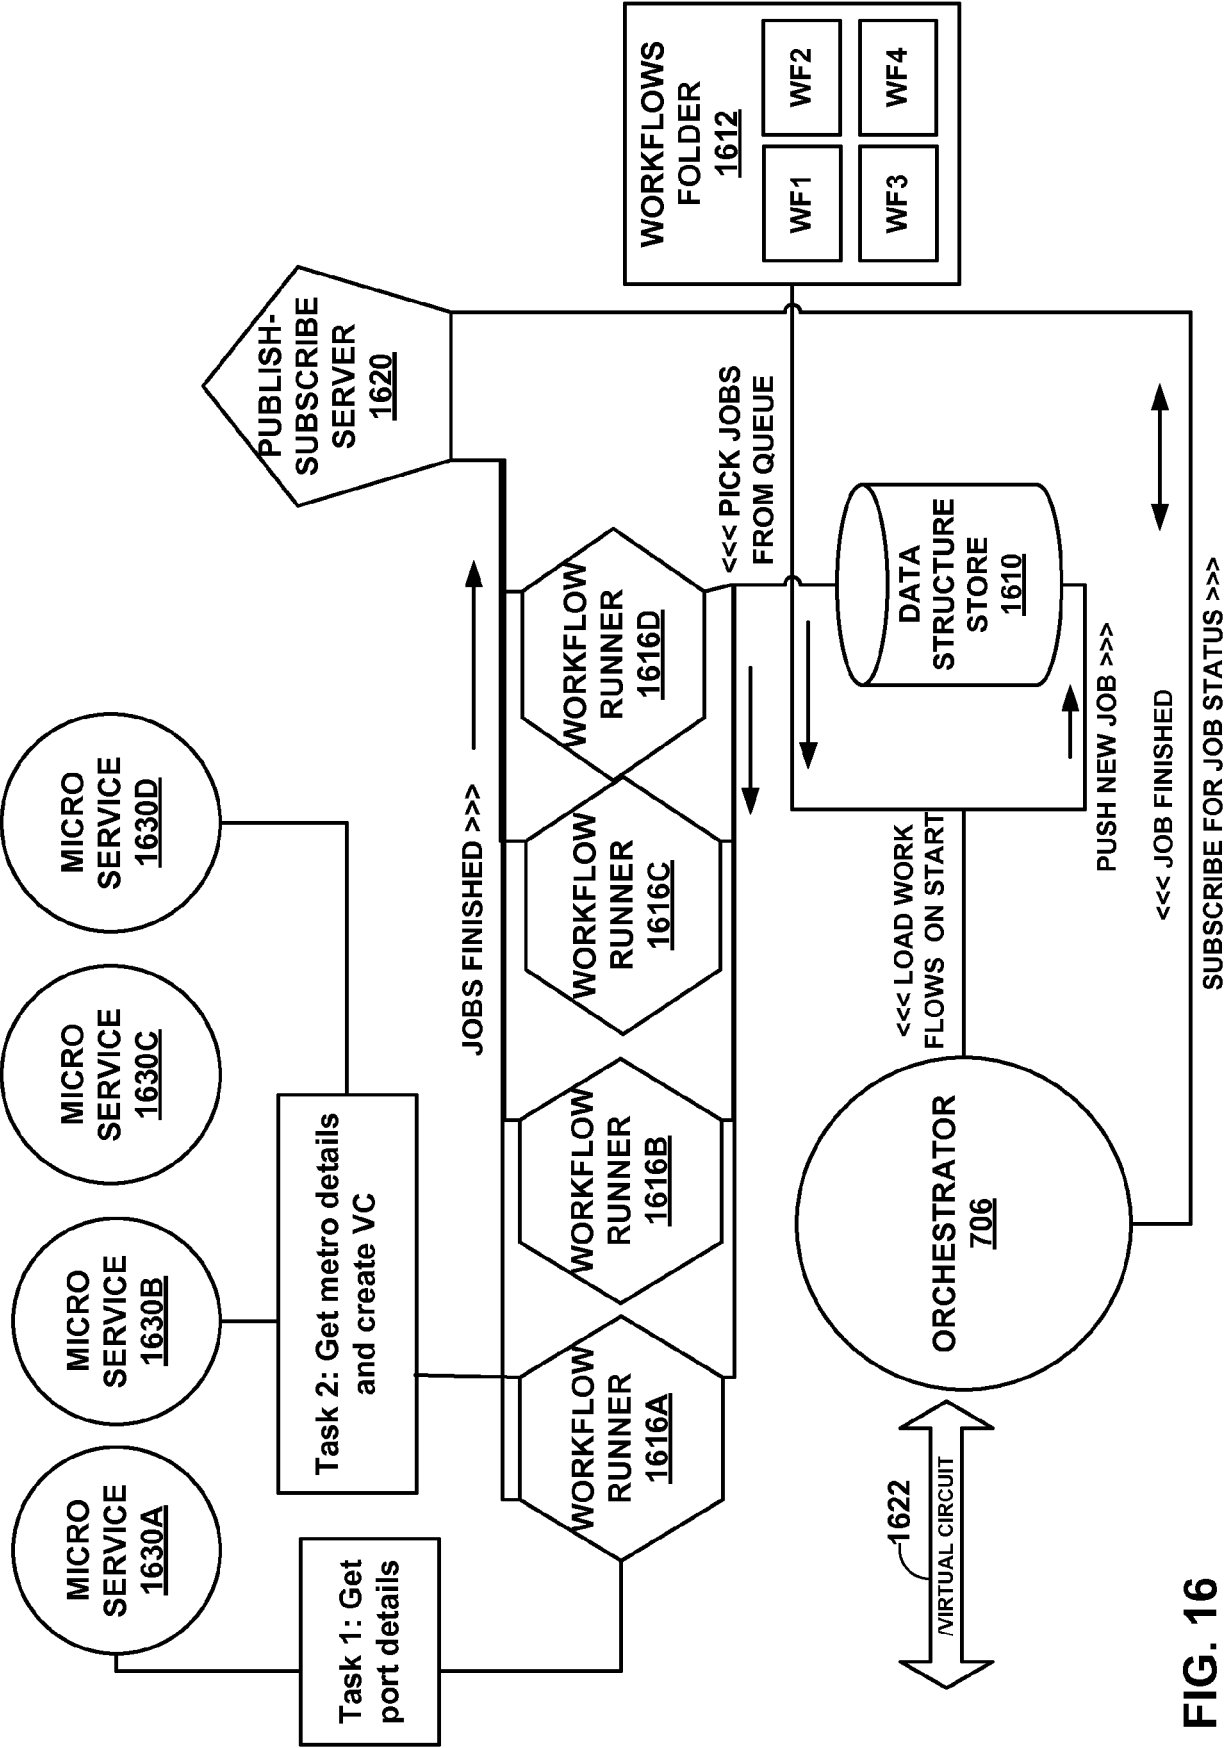 MICRO
SERVICE
1630A
MICRO
SERVICE
1630B
MICRO
SERVICE
1630C
MICRO
SERVICE
1630D
Task 1: Get
port details
Task 2: Get metro details
and create VC
JOBS FINISHED >>>
PUBLISH-
SUBSCRIBE
SERVER
1620
WORKFLOW
RUNNER
1616A
WORKFLOW
RUNNER
1616B
WORKFLOW
RUNNER
1616C
WORKFLOW
RUNNER
1616D
<<< PICK JOBS
FROM QUEUE
WORKFLOWS
FOLDER
1612
WF1
WF2
WF3
WF4
1622
/VIRTUAL CIRCUIT
ORCHESTRATOR
706
<<< LOAD WORK
FLOWS ON START
DATA
STRUCTURE
STORE
1610
PUSH NEW JOB >>>
<<< JOB FINISHED
SUBSCRIBE FOR JOB STATUS >>>
FIG. 16